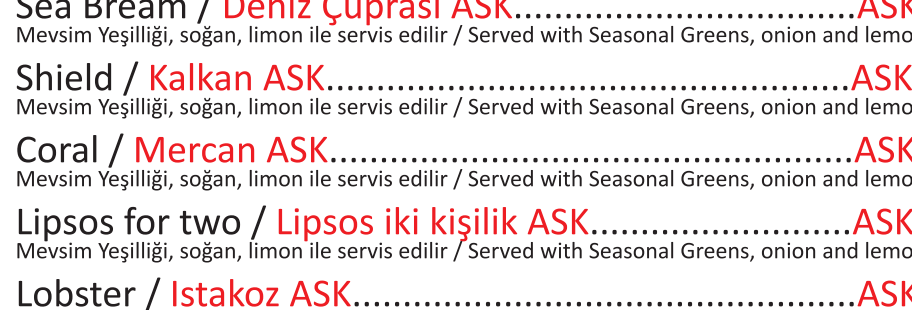 Sea Bream / Deniz Çuprası ASK..................................ASK
Mevsim Yeşilliği, soğan, limon ile servis edilir / Served with Seasonal Greens, onion and lemo
Shield / Kalkan ASK....................................................ASK
Mevsim Yeşilliği, soğan, limon ile servis edilir / Served with Seasonal Greens, onion and lemo
Coral / Mercan ASK....................................................ASK
Mevsim Yeşilliği, soğan, limon ile servis edilir / Served with Seasonal Greens, onion and lemo
Lipsos for two / Lipsos iki kişilik ASK..........................ASK
Mevsim Yeşilliği, soğan, limon ile servis edilir / Served with Seasonal Greens, onion and lemo
Lobster / Istakoz ASK..................................................ASK